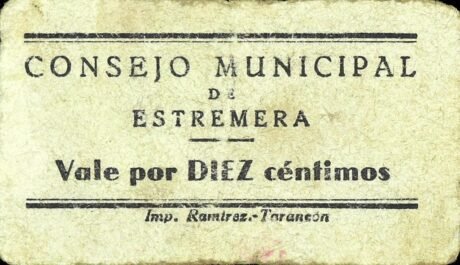 CONSEJO MUNICIPAL
DE
ESTREMERA
Vale por DIEZ céntimos
Imp. Ramírez.-Tarancón